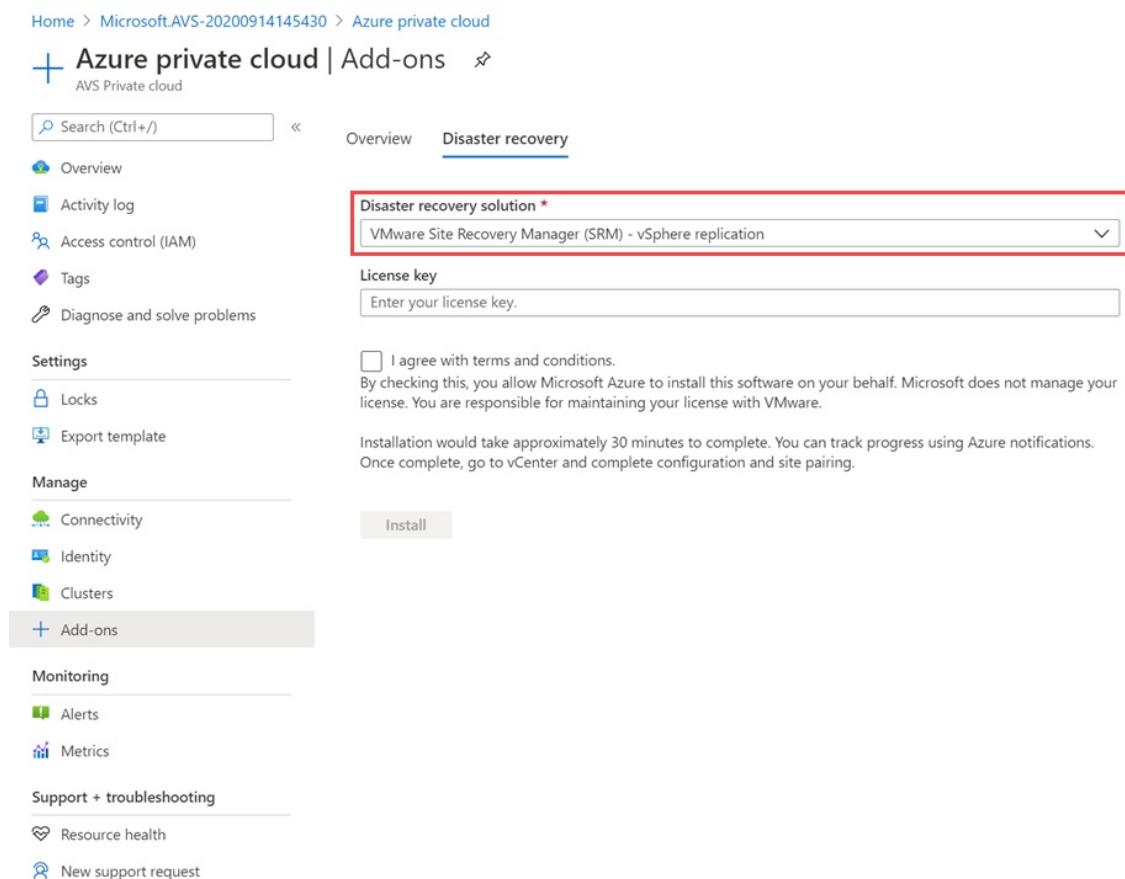 Home > Microsoft.AVS-20200914145430 > Azure private cloud
Azure private cloud | Add-ons
AVS Private cloud
Search (Ctrl+/)
«
Overview
Activity log
Access control (IAM)
Tags
Diagnose and solve problems
Settings
Locks
Export template
Manage
Connectivity
Identity
Clusters
Add-ons
Monitoring
Alerts
Metrics
Support + troubleshooting
Resource health
New support request
Overview Disaster recovery
Disaster recovery solution *
VMware Site Recovery Manager (SRM) - vSphere replication
License key
Enter your license key.
I agree with terms and conditions.
By checking this, you allow Microsoft Azure to install this software on your behalf. Microsoft does not manage your
license. You are responsible for maintaining your license with VMware.
Installation would take approximately 30 minutes to complete. You can track progress using Azure notifications.
Once complete, go to vCenter and complete configuration and site pairing.
Install